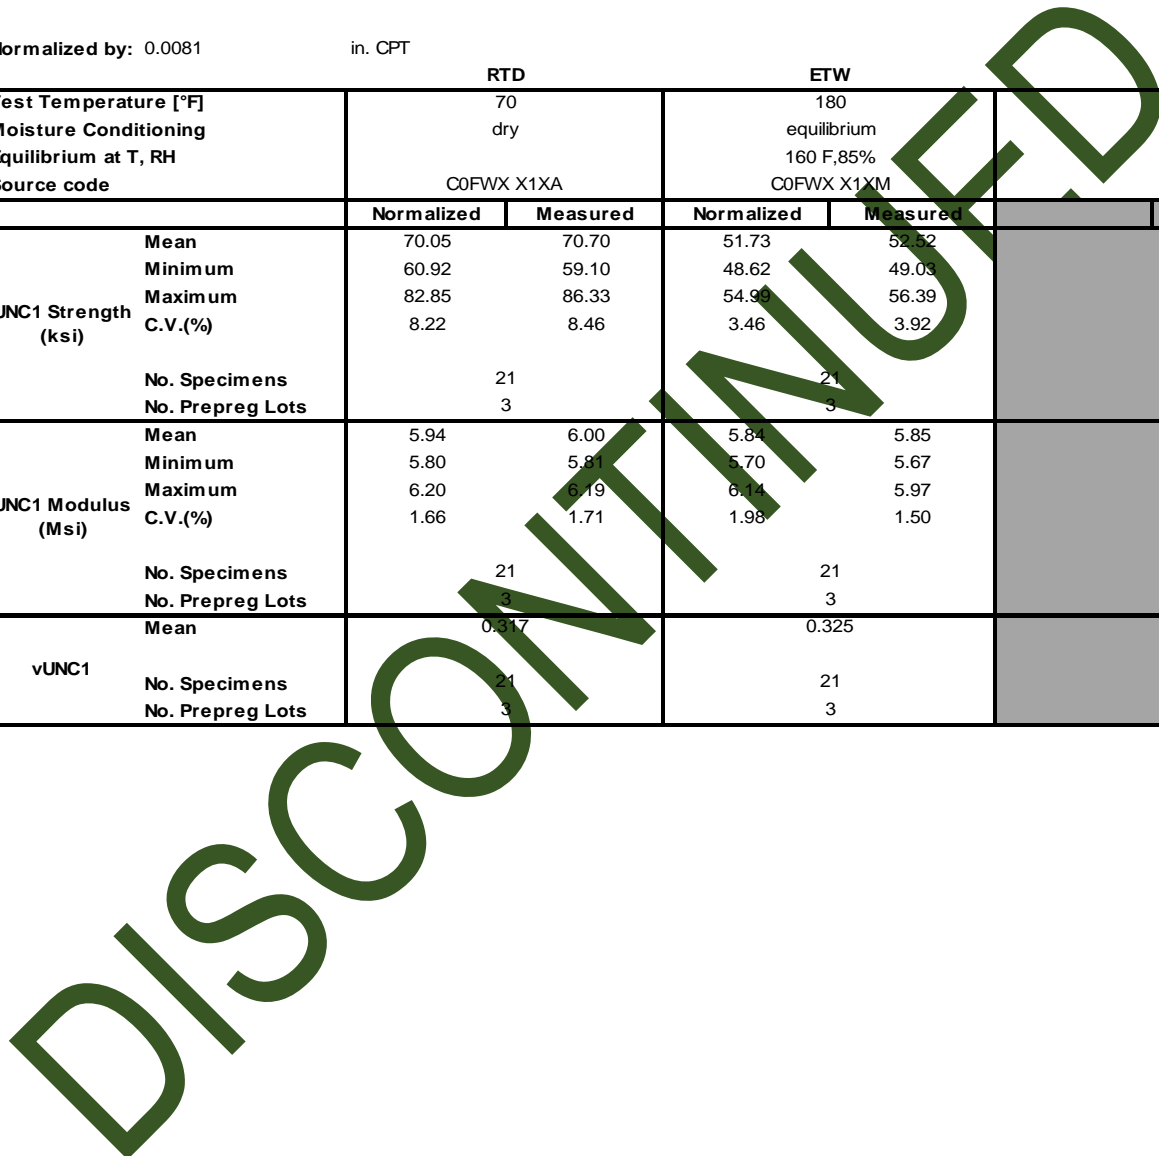 ormalized by: 0.0081 in. CPT
RTD ETW
est Temperature [°F] 70 180
oisture Conditioning dry equilibrium
quilibrium at T, RH 160 F,85%
ource code C0FWX X1XA C0FWX X1XM
Normalized Measured Normalized Measured
Mean 70.05 70.70 51.73 52.52
Minimum 60.92 59.10 48.62 49.03
Maximum 82.85 86.33 54.99 56.39
UNC1 Strength
(ksi)
C.V.(%) 8.22 8.46 3.46 3.92
No. Specimens 21 21
No. Prepreg Lots 3 3
Mean 5.94 6.00 5.84 5.85
Minimum 5.80 5.81 5.70 5.67
Maximum 6.20 6.19 6.14 5.97
UNC1 Modulus
(Msi)
C.V.(%) 1.66 1.71 1.98 1.50
No. Specimens 21 21
No. Prepreg Lots 3 3
Mean 0.317 0.325
vUNC1
No. Specimens 21 21
No. Prepreg Lots 3 3
DISCONTINUED